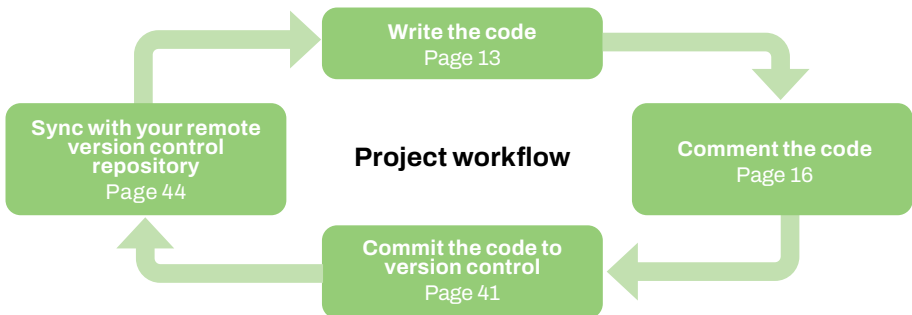 Write the code
Page 13
Sync with your remote
version control
repository
Page 44
Project workflow
Comment the code
Page 16
Commit the code to
version control
Page 41